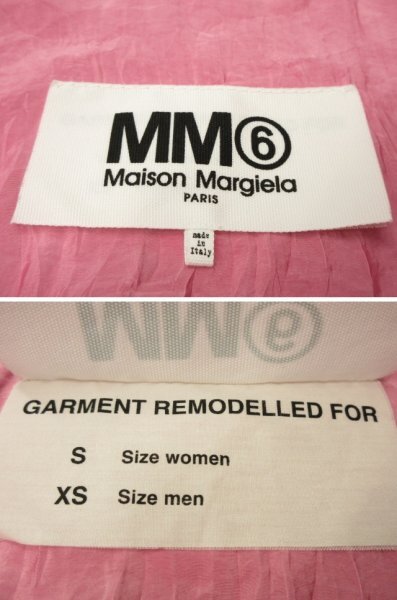 MM⑥
Maison Margiela
PARIS
made
in
Italy
MM⑥
GARMENT REMODELLED FOR
S Size women
XS Size men